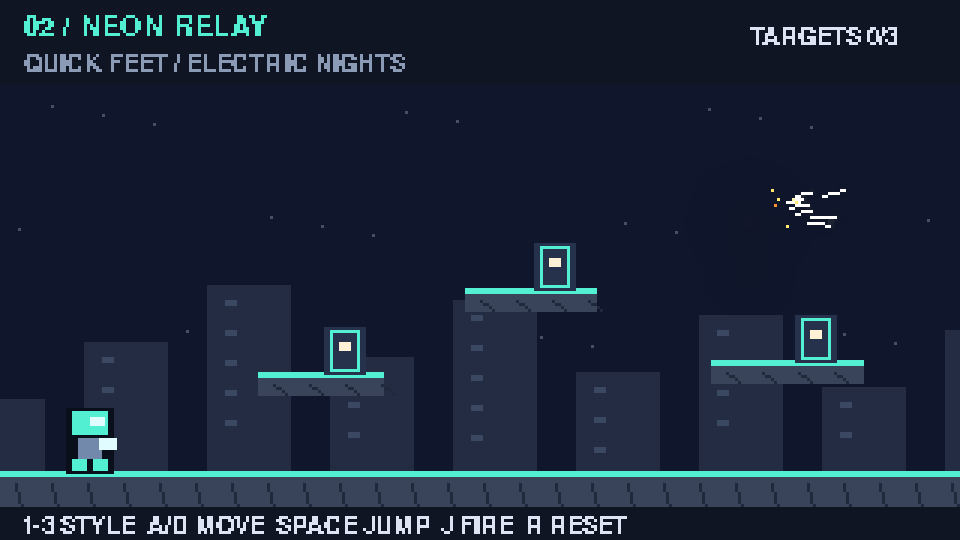 02 / NEON RELAY
TARGETS 0/3
QUICK FEET / ELECTRIC NIGHTS
1-3 STYLE A/D MOVE SPACE JUMP J FIRE R RESET